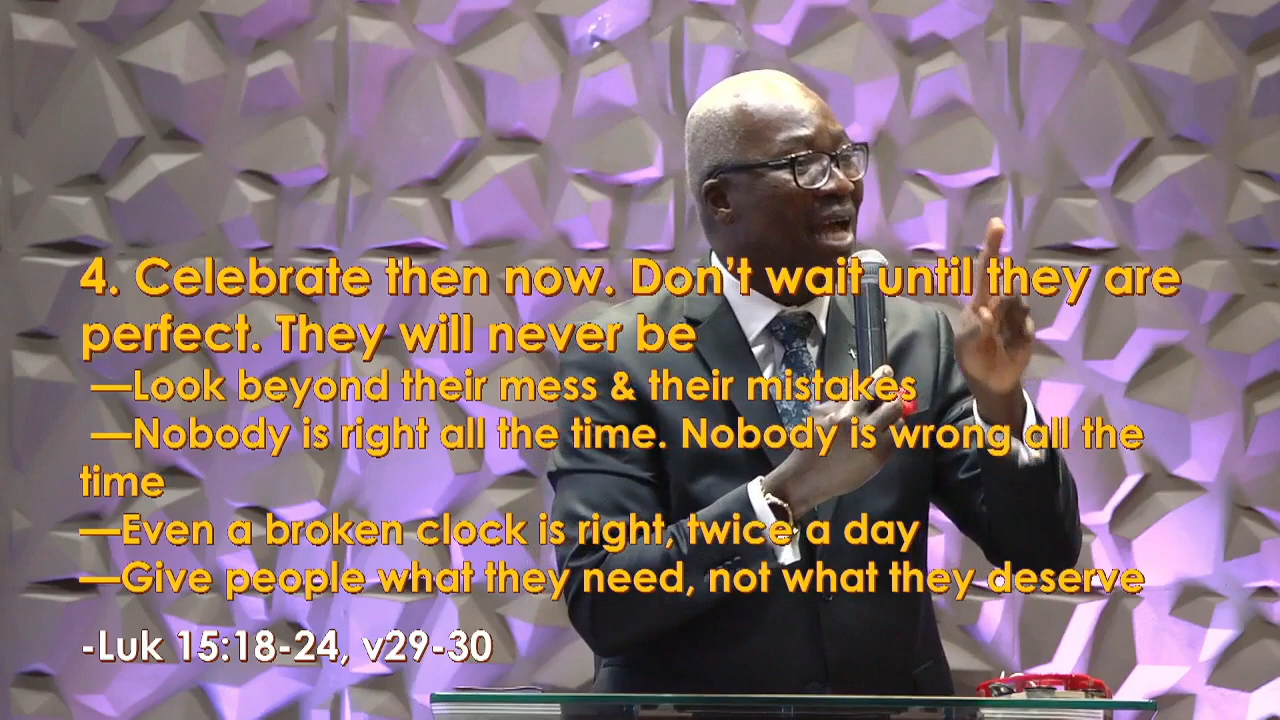 4. Celebrate then now. Don’t wait until they are
perfect. They will never be
—Look beyond their mess & their mistakes
—Nobody is right all the time. Nobody is wrong all the
time
—Even a broken clock is right, twice a day
—Give people what they need, not what they deserve
-Luk 15:18-24, v29-30